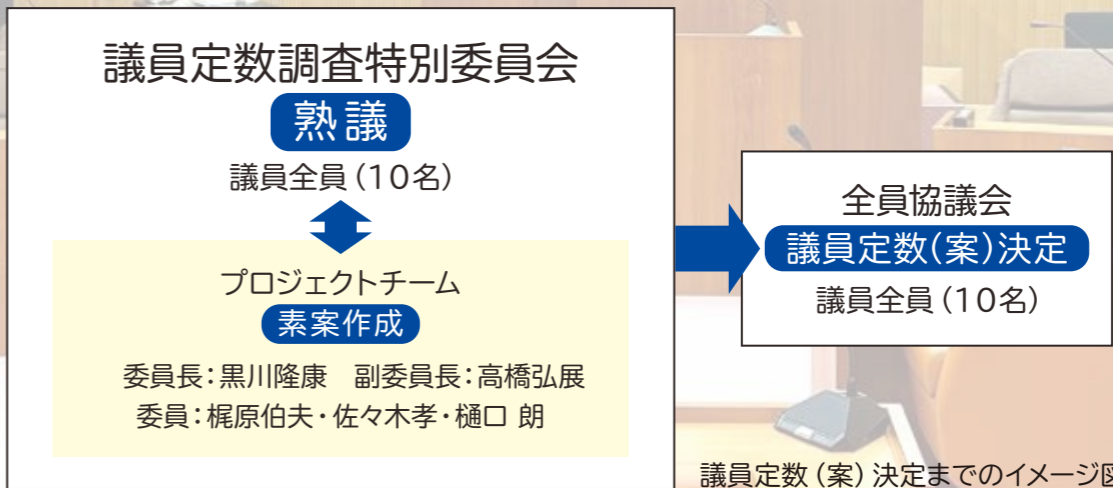 議員定数調査特別委員会
熟議
議員全員(10名)
プロジェクトチーム
素案作成
委員長:黒川隆康 副委員長:高橋弘展
委員:梶原伯夫・佐々木孝・樋口 朗
全員協議会
議員定数(案)決定
議員全員(10名)
議員定数(案)決定までのイメージ図